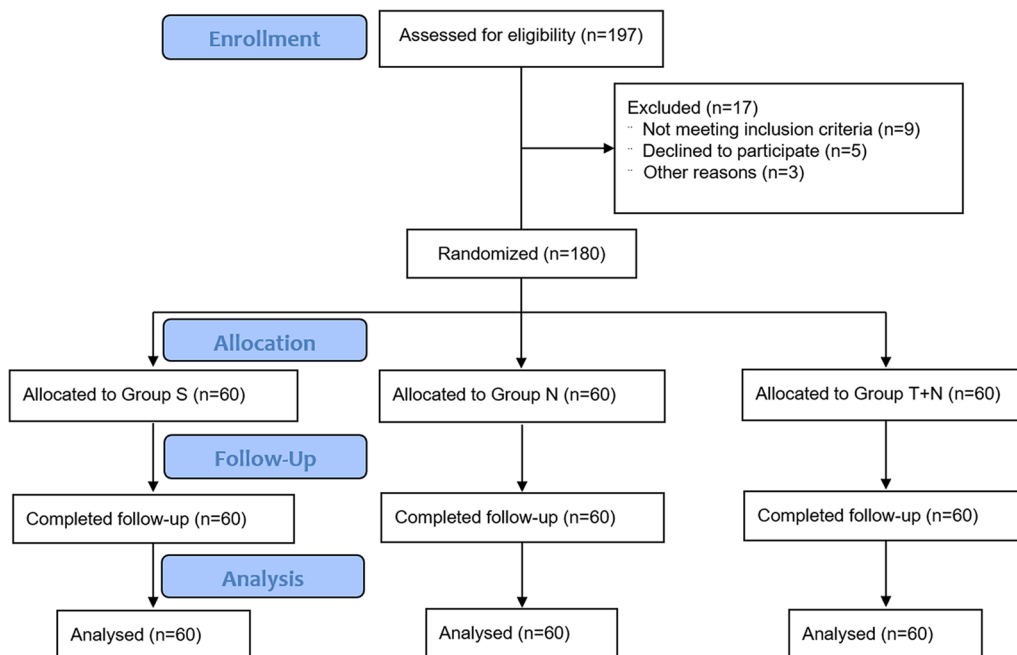 Enrollment
Assessed for eligibility (n=197)
Excluded (n=17)
¨ Not meeting inclusion criteria (n=9)
¨ Declined to participate (n=5)
¨ Other reasons (n=3)
Randomized (n=180)
Allocation
Allocated to Group S (n=60)
Allocated to Group N (n=60)
Allocated to Group T+N (n=60)
Follow-Up
Completed follow-up (n=60)
Completed follow-up (n=60)
Completed follow-up (n=60)
Analysis
Analysed (n=60)
Analysed (n=60)
Analysed (n=60)